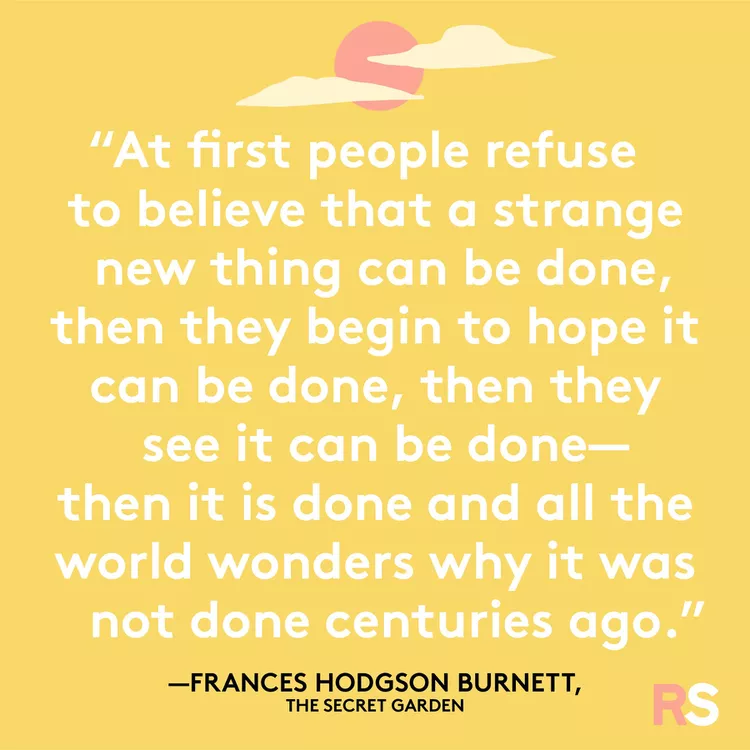 “At first people refuse
to believe that a strange
new thing can be done,
then they begin to hope it
can be done, then they
see it can be done—
then it is done and all the
world wonders why it was
not done centuries ago.”
—FRANCES HODGSON BURNETT,
THE SECRET GARDEN
RS